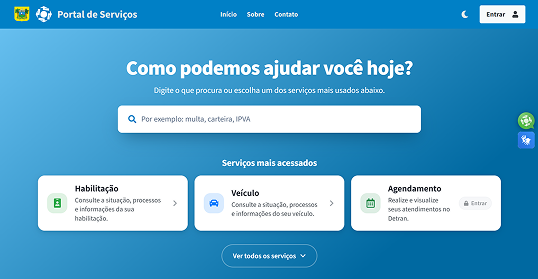 Portal de Serviços
Início Sobre Contato
Entrar
Como podemos ajudar você hoje?
Digite o que procura ou escolha um dos serviços mais usados abaixo.
Por exemplo: multa, carteira, IPVA
Serviços mais acessados
Habilitação
Consulte a situação, processos
e informações da sua
habilitação.
Veículo
Consulte a situação, processos
e informações do seu veículo.
Agendamento
Realize e visualize
seus atendimentos no
Detran.
Entrar
Ver todos os serviços